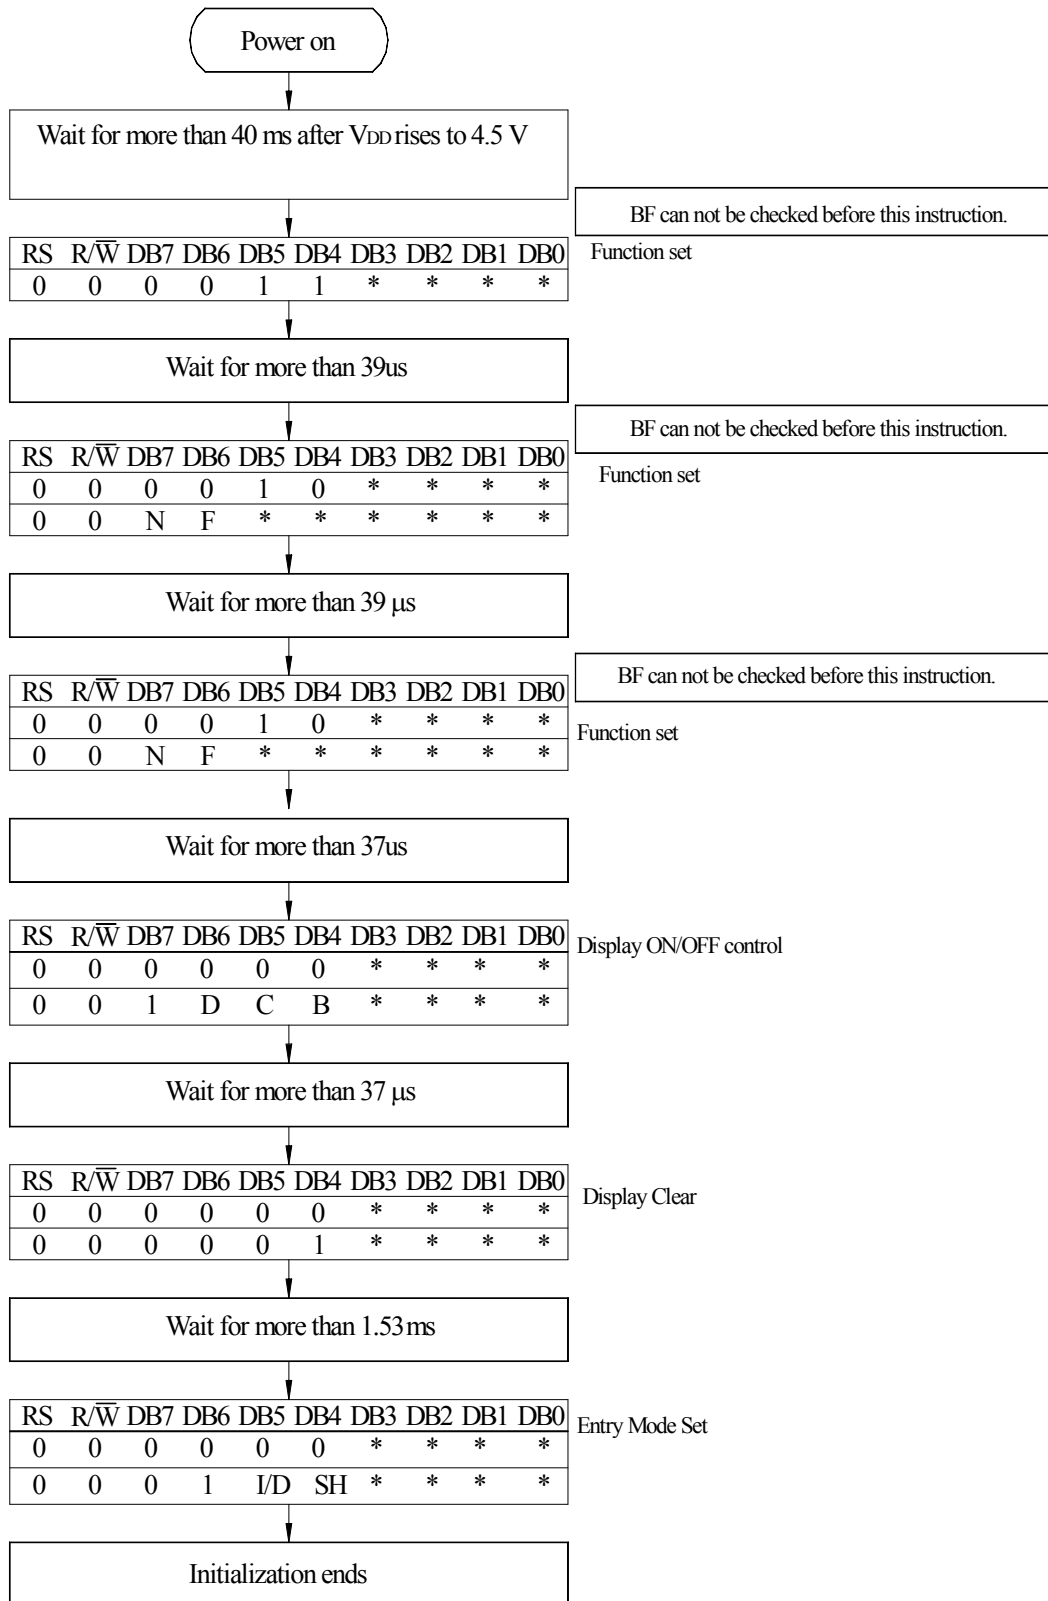 Power on
Wait for more than 40 ms after VDD rises to 4.5 V
BF can not be checked before this instruction.
RS R/W̅ DB7 DB6 DB5 DB4 DB3 DB2 DB1 DB0
Function set
0 0 0 0 1 1 * * * *
Wait for more than 39us
BF can not be checked before this instruction.
RS R/W̅ DB7 DB6 DB5 DB4 DB3 DB2 DB1 DB0
Function set
0 0 0 0 1 0 * * * *
0 0 N F * * * * * *
Wait for more than 39 µs
BF can not be checked before this instruction.
RS R/W̅ DB7 DB6 DB5 DB4 DB3 DB2 DB1 DB0
0 0 0 0 1 0 * * * *
Function set
0 0 N F * * * * * *
Wait for more than 37us
RS R/W̅ DB7 DB6 DB5 DB4 DB3 DB2 DB1 DB0
Display ON/OFF control
0 0 0 0 0 0 * * * *
0 0 1 D C B * * * *
Wait for more than 37 µs
RS R/W̅ DB7 DB6 DB5 DB4 DB3 DB2 DB1 DB0
Display Clear
0 0 0 0 0 0 * * * *
0 0 0 0 0 1 * * * *
Wait for more than 1.53ms
RS R/W̅ DB7 DB6 DB5 DB4 DB3 DB2 DB1 DB0
Entry Mode Set
0 0 0 0 0 0 * * * *
0 0 0 1 I/D SH * * * *
Initialization ends